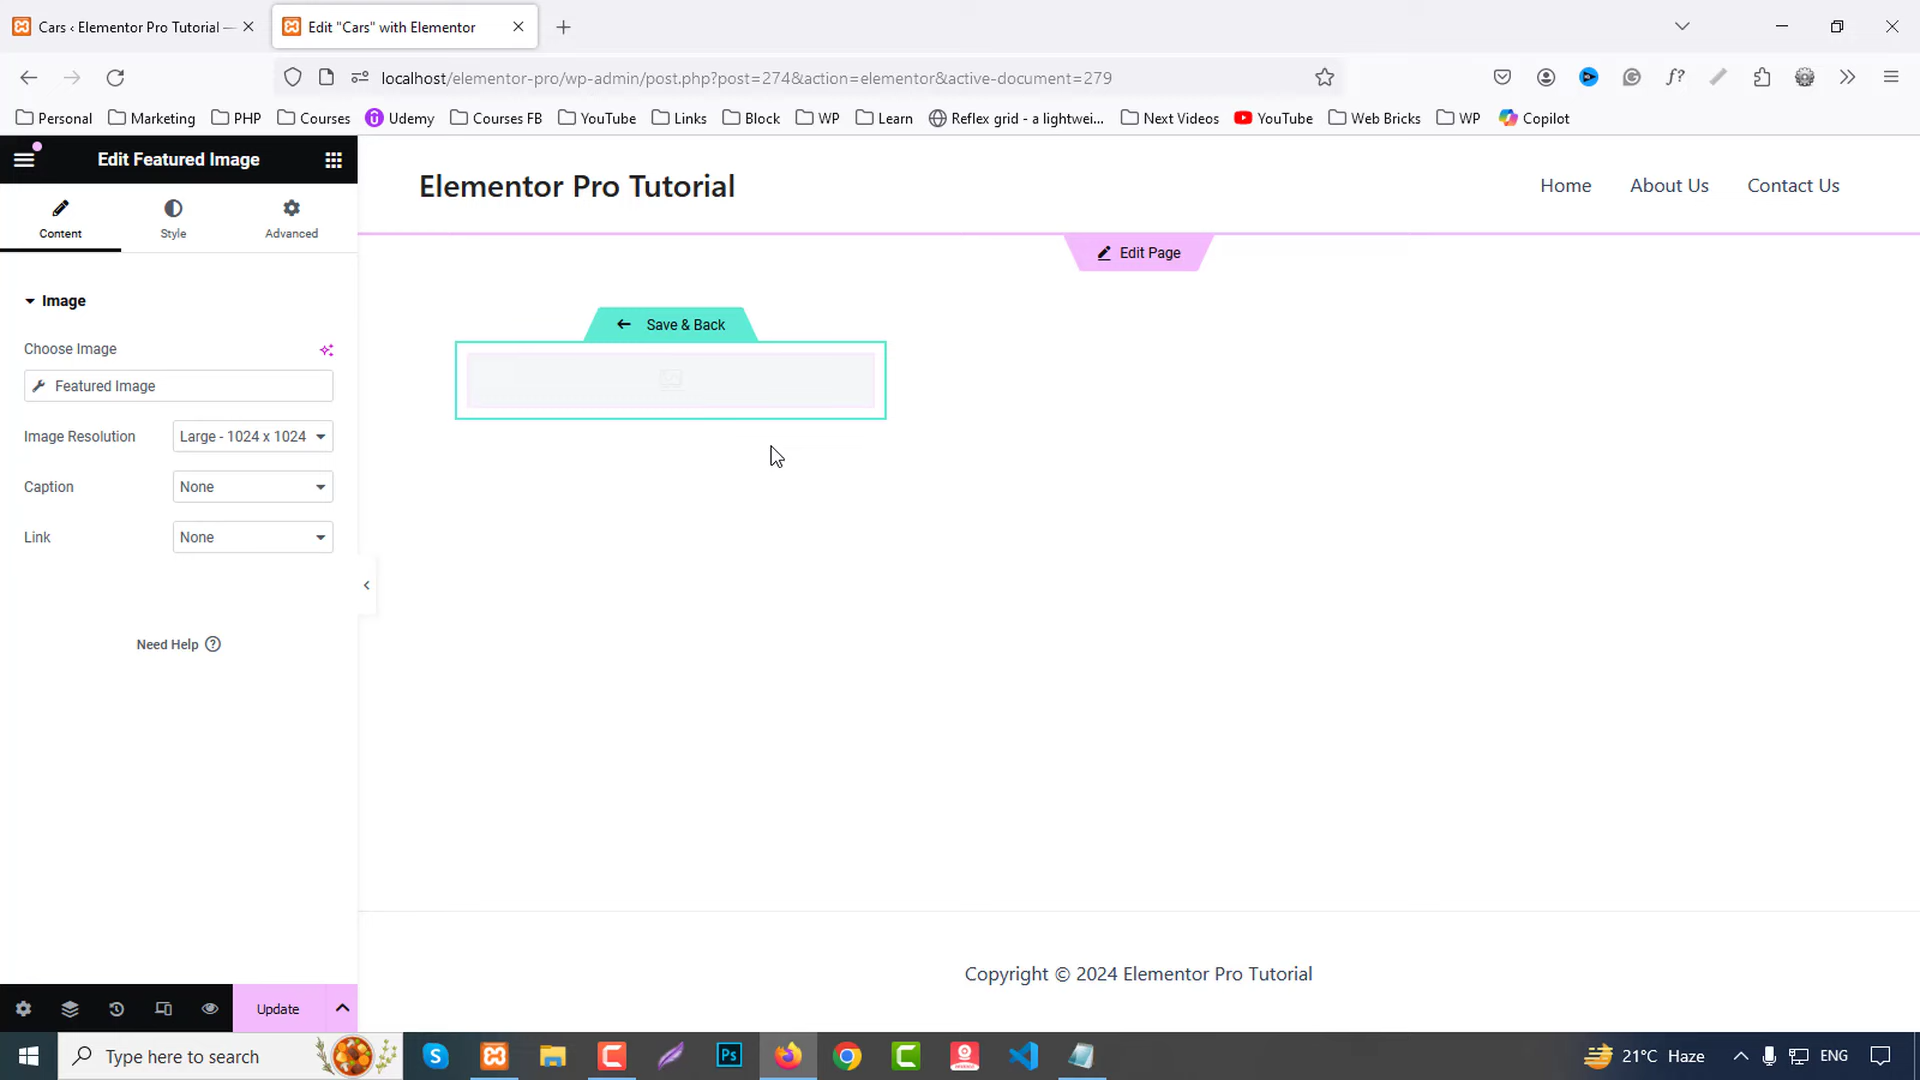 Cars ‹ Elementor Pro Tutorial —
Edit "Cars" with Elementor
localhost/elementor-pro/wp-admin/post.php?post=274&action=elementor&active-document=279
Personal
Marketing
PHP
Courses
Udemy
Courses FB
YouTube
Links
Block
WP
Learn
Reflex grid - a lightwei...
Next Videos
YouTube
Web Bricks
WP
Copilot
Edit Featured Image
Content
Style
Advanced
Image
Choose Image
Featured Image
Image Resolution
Large - 1024 x 1024
Caption
None
Link
None
Need Help
Update
Elementor Pro Tutorial
Home
About Us
Contact Us
Edit Page
Save & Back
Copyright © 2024 Elementor Pro Tutorial
Type here to search
21°C Haze
ENG